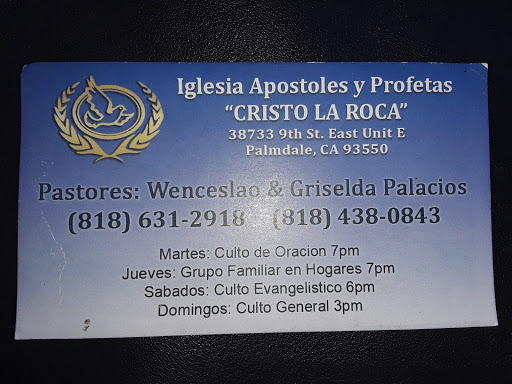 Iglesia Apostoles y Profetas
“CRISTO LA ROCA”
38733 9th St. East Unit E
Palmdale, CA 93550
Pastores: Wenceslao & Griselda Palacios
(818) 631-2918 (818) 438-0843
Martes: Culto de Oracion 7pm
Jueves: Grupo Familiar en Hogares 7pm
Sabados: Culto Evangelistico 6pm
Domingos: Culto General 3pm